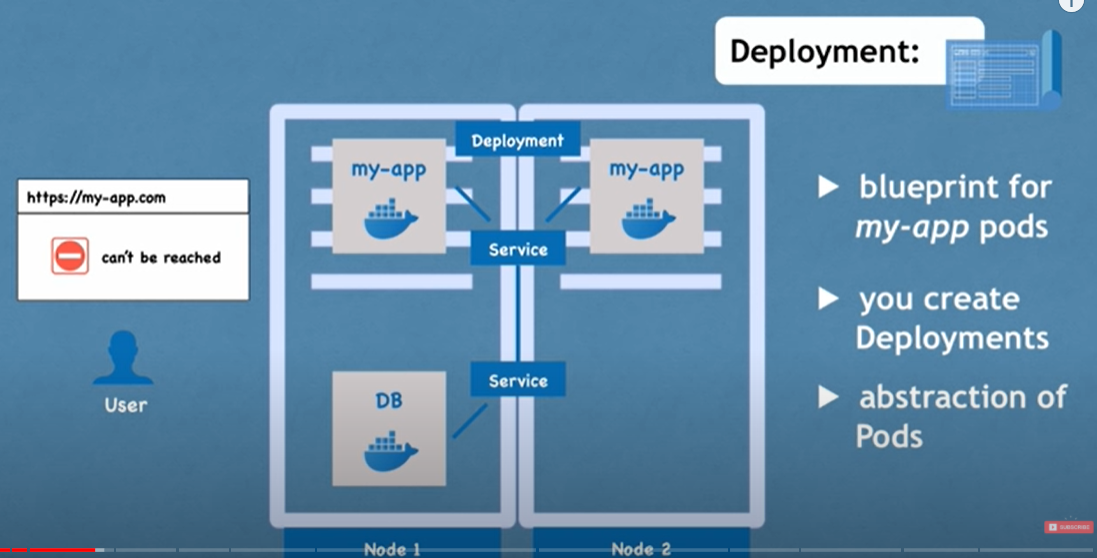 Deployment:
Deployment
my-app
my-app
https://my-app.com
can't be reached
Service
User
Service
DB
Node 1
Node 2
▶ blueprint for
my-app pods
▶ you create
Deployments
▶ abstraction of
Pods
SUBSCRIBE